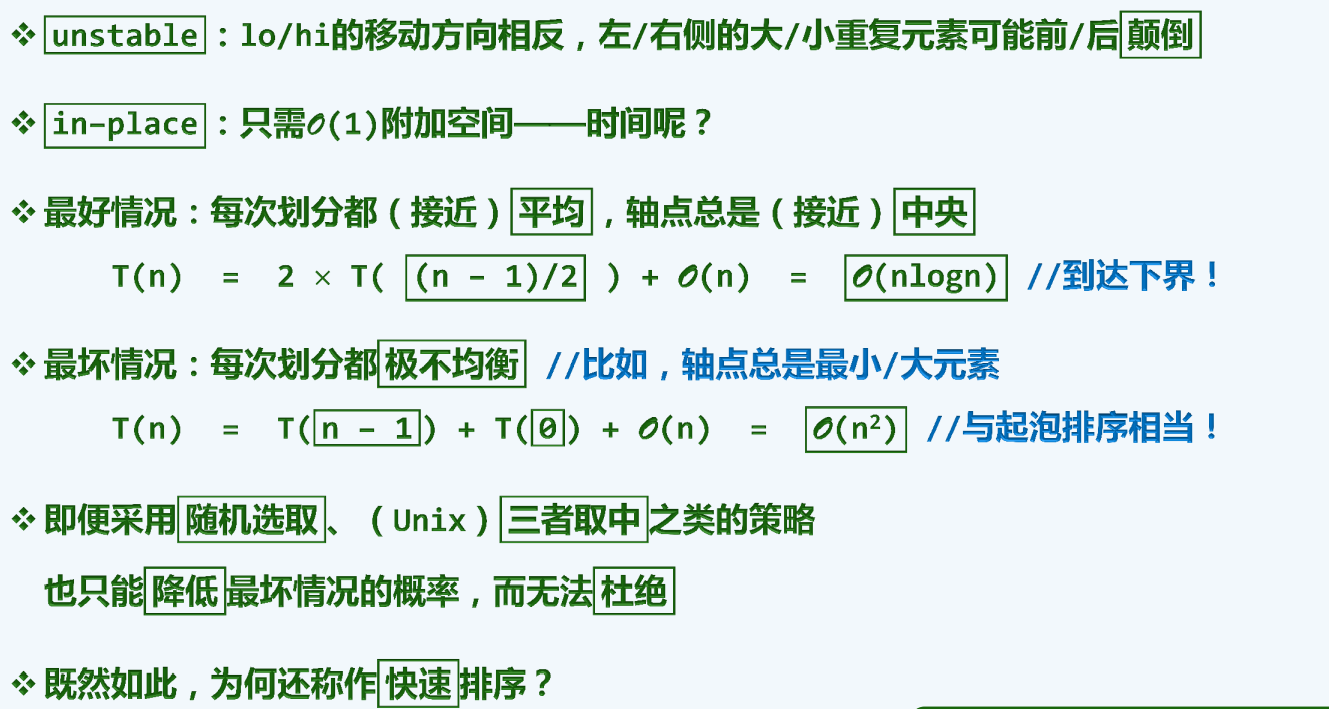 ❖ unstable：lo/hi的移动方向相反，左/右侧的大/小重复元素可能前/后颠倒
❖ in-place：只需𝒪(1)附加空间——时间呢？
❖ 最好情况：每次划分都（接近）平均，轴点总是（接近）中央
T(n) = 2 × T( (n - 1)/2 ) + 𝒪(n) = 𝒪(nlogn) //到达下界！
❖ 最坏情况：每次划分都极不均衡 //比如，轴点总是最小/大元素
T(n) = T(n - 1) + T(0) + 𝒪(n) = 𝒪(n²) //与起泡排序相当！
❖ 即便采用随机选取、（Unix）三者取中之类的策略
也只能降低最坏情况的概率，而无法杜绝
❖ 既然如此，为何还称作快速排序？